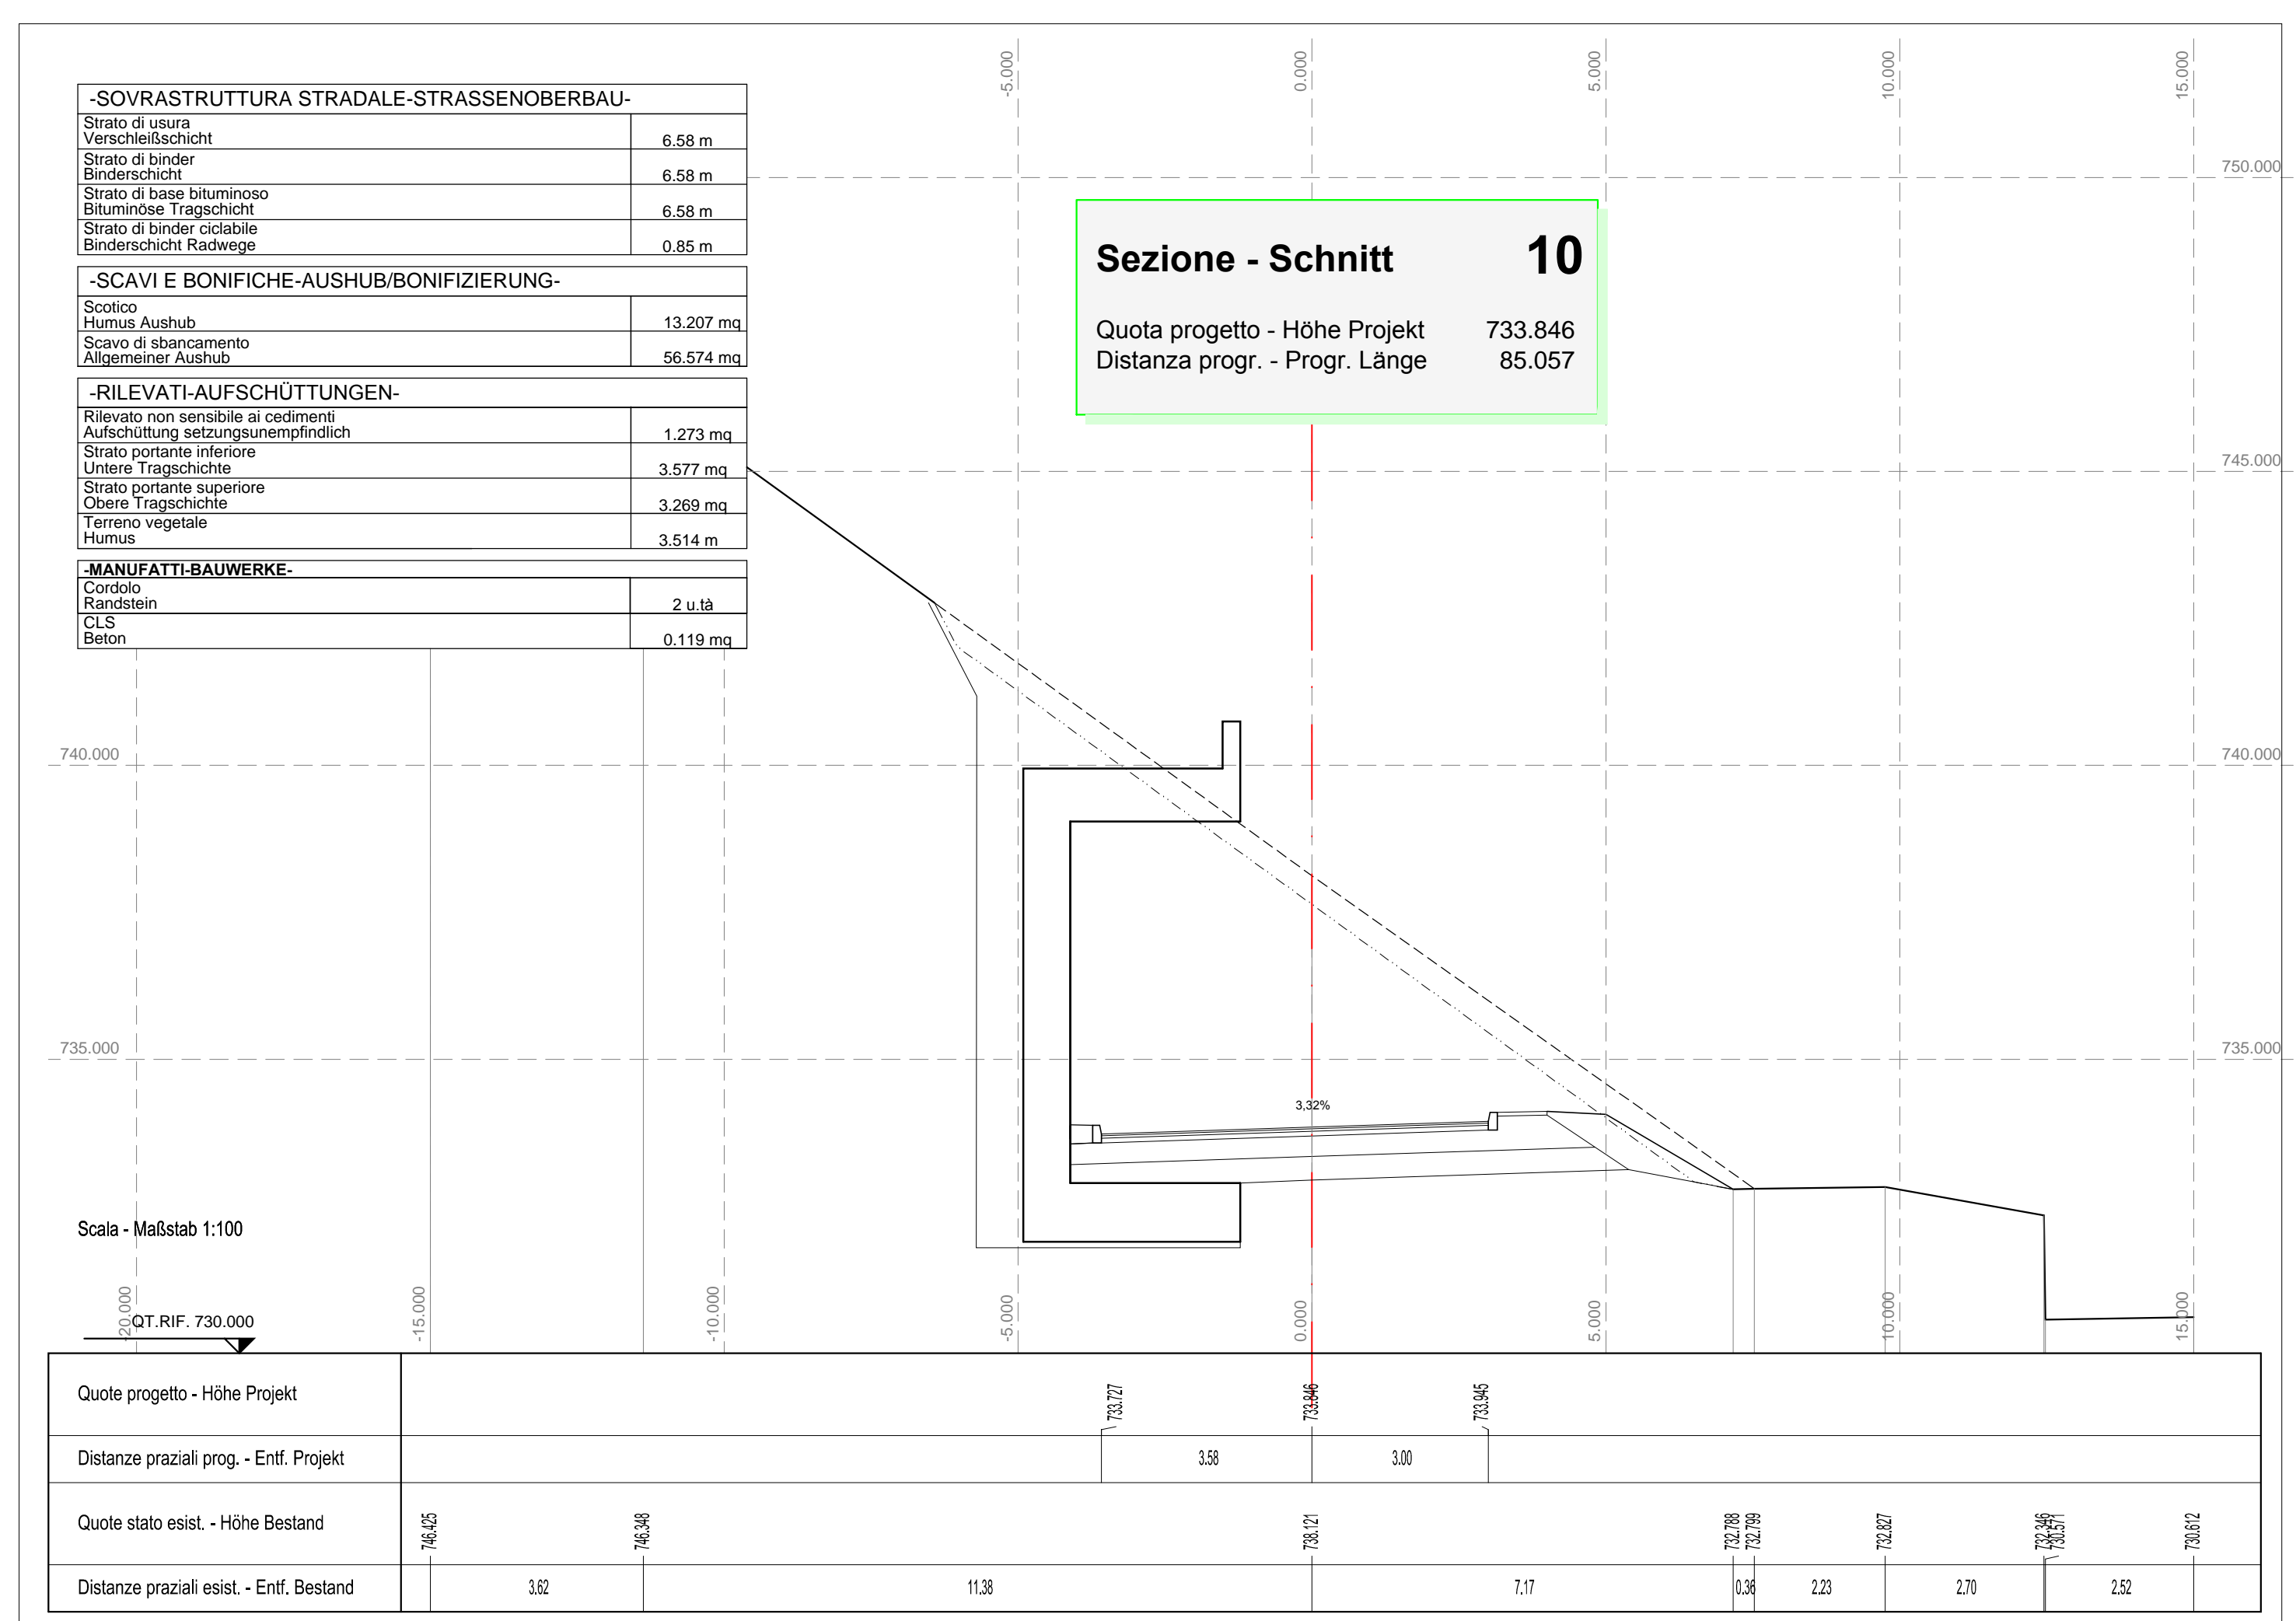 -5.000
0.000
5.000
10.000
15.000
-SOVRASTRUTTURA STRADALE-STRASSENOBERBAU-
Strato di usura
Verschleißschicht 6.58 m
Strato di binder
Binderschicht 6.58 m
Strato di base bituminoso
Bituminöse Tragschicht 6.58 m
Strato di binder ciclabile
Binderschicht Radwege 0.85 m
-SCAVI E BONIFICHE-AUSHUB/BONIFIZIERUNG-
Scotico
Humus Aushub 13.207 mq
Scavo di sbancamento
Allgemeiner Aushub 56.574 mq
-RILEVATI-AUFSCHÜTTUNGEN-
Rilevato non sensibile ai cedimenti
Aufschüttung setzungsunempfindlich 1.273 mq
Strato portante inferiore
Untere Tragschichte 3.577 mq
Strato portante superiore
Obere Tragschichte 3.269 mq
Terreno vegetale
Humus 3.514 m
-MANUFATTI-BAUWERKE-
Cordolo
Randstein 2 u.tà
CLS
Beton 0.119 mq
Sezione - Schnitt 10
Quota progetto - Höhe Projekt 733.846
Distanza progr. - Progr. Länge 85.057
750.000
745.000
740.000
740.000
735.000
735.000
3,32%
Scala - Maßstab 1:100
QT.RIF. 730.000
-20.000
-15.000
-10.000
-5.000
0.000
5.000
10.000
15.000
Quote progetto - Höhe Projekt 733.727 733.846 733.945
Distanze praziali prog. - Entf. Projekt 3.58 3.00
Quote stato esist. - Höhe Bestand 746.425 746.348 738.121 732.788 732.799 732.827 732.346 730.571 730.612
Distanze praziali esist. - Entf. Bestand 3.62 11.38 7.17 0.36 2.23 2.70 2.52